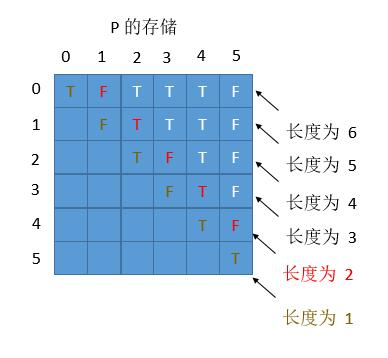 P 的存储
0 1 2 3 4 5
0 T F T T T F
1 F T T T F
长度为 6
2 T F T F
长度为 5
3 F T F
长度为 4
4 T F
长度为 3
5 T
长度为 2
长度为 1